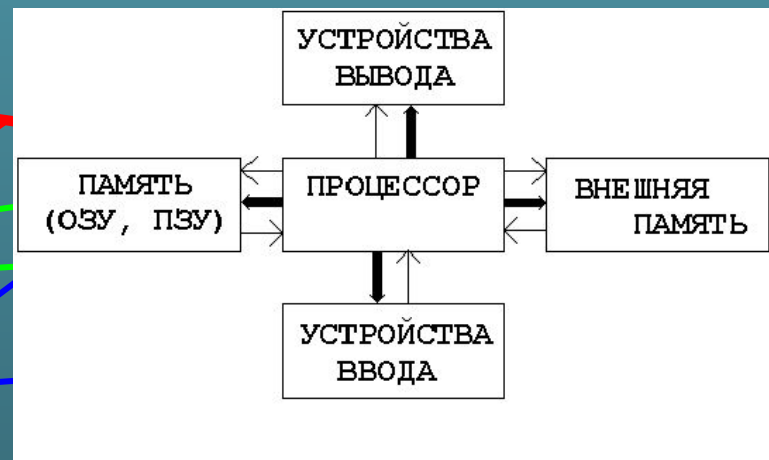 УСТРОЙСТВА
ВЫВОДА
ПАМЯТЬ
(ОЗУ, ПЗУ)
ПРОЦЕССОР
ВНЕШНЯЯ
ПАМЯТЬ
УСТРОЙСТВА
ВВОДА